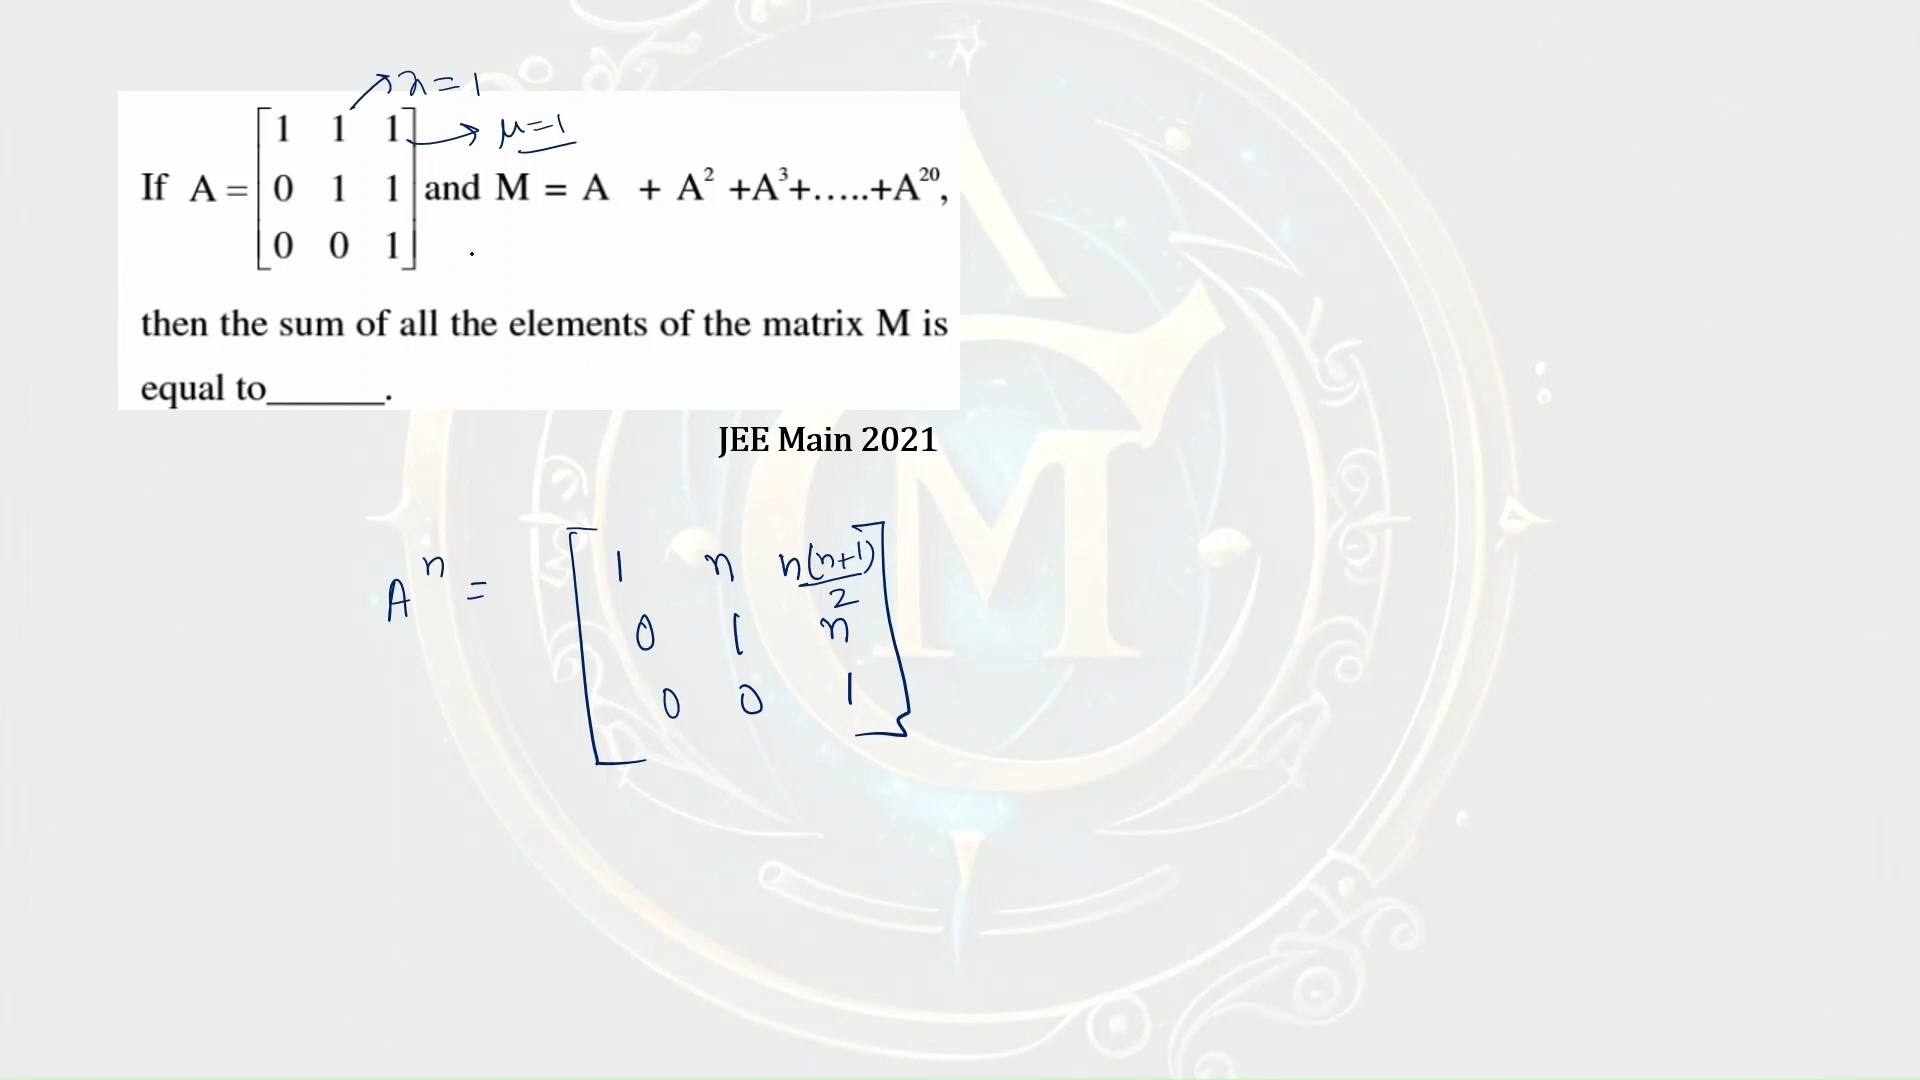 λ = 1
μ = 1
If A = [1 1 1
0 1 1
0 0 1] and M = A + A² +A³+.....+A²⁰,
then the sum of all the elements of the matrix M is
equal to______.
JEE Main 2021
Aⁿ = [1 n n(n+1)/2
0 1 n
0 0 1]